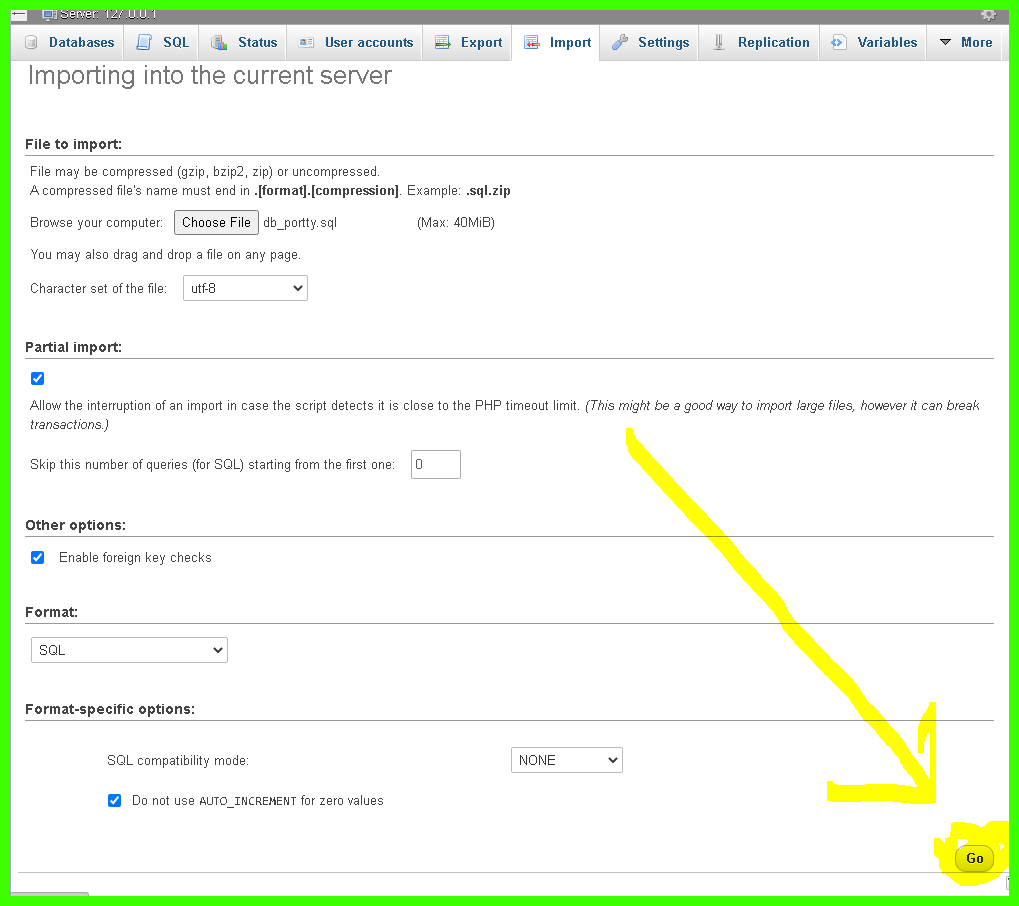 Server: 127.0.0.1
Databases SQL Status User accounts Export Import Settings Replication Variables More
Importing into the current server
File to import:
File may be compressed (gzip, bzip2, zip) or uncompressed.
A compressed file's name must end in .[format].[compression]. Example: .sql.zip
Browse your computer: Choose File db_portty.sql (Max: 40MiB)
You may also drag and drop a file on any page.
Character set of the file: utf-8
Partial import:
Allow the interruption of an import in case the script detects it is close to the PHP timeout limit. (This might be a good way to import large files, however it can break
transactions.)
Skip this number of queries (for SQL) starting from the first one: 0
Other options:
Enable foreign key checks
Format:
SQL
Format-specific options:
SQL compatibility mode: NONE
Do not use AUTO_INCREMENT for zero values
Go